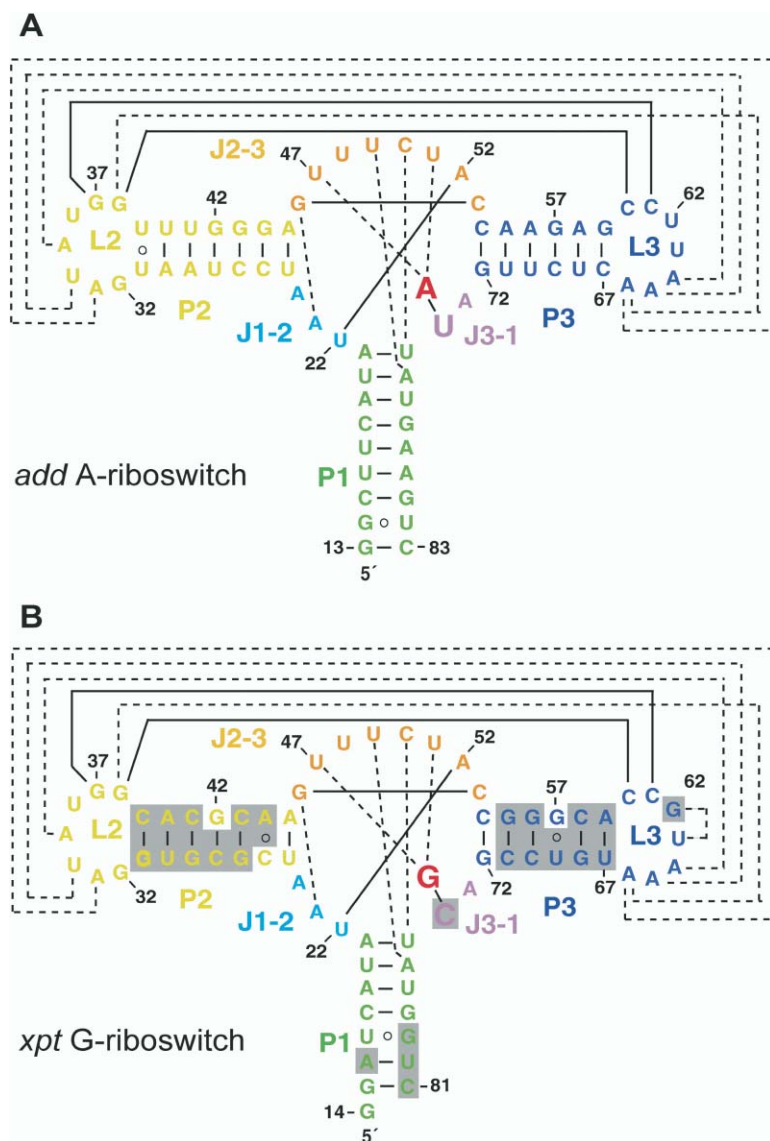 A
J2-3
47
U U U C U A
52
37
G G
U
A
U
A
G
L2
42
U U U G G G A G
U A A U C C U
32
P2
A
A
U
J1-2
22
C
57
C A A G A G
G U U C U C
72
67
P3
C C U U A A A
62
L3
A
U
A
J3-1
A U
U A
A U
C G
U A
U A
C G
G U
13 G C 83
5´
P1
add A-riboswitch
B
J2-3
47
U U U C U A
52
37
G G
U
A
U
A
G
L2
42
C A C G C A A G
G U G C G C U
32
P2
A
A
U
J1-2
22
C
57
C G G G C A
G C C U G U
72
67
P3
C C G U A A A
62
L3
G
C
A
J3-1
A U
U A
A U
C G
U G
A U
G C 81
14 G
5´
P1
xpt G-riboswitch